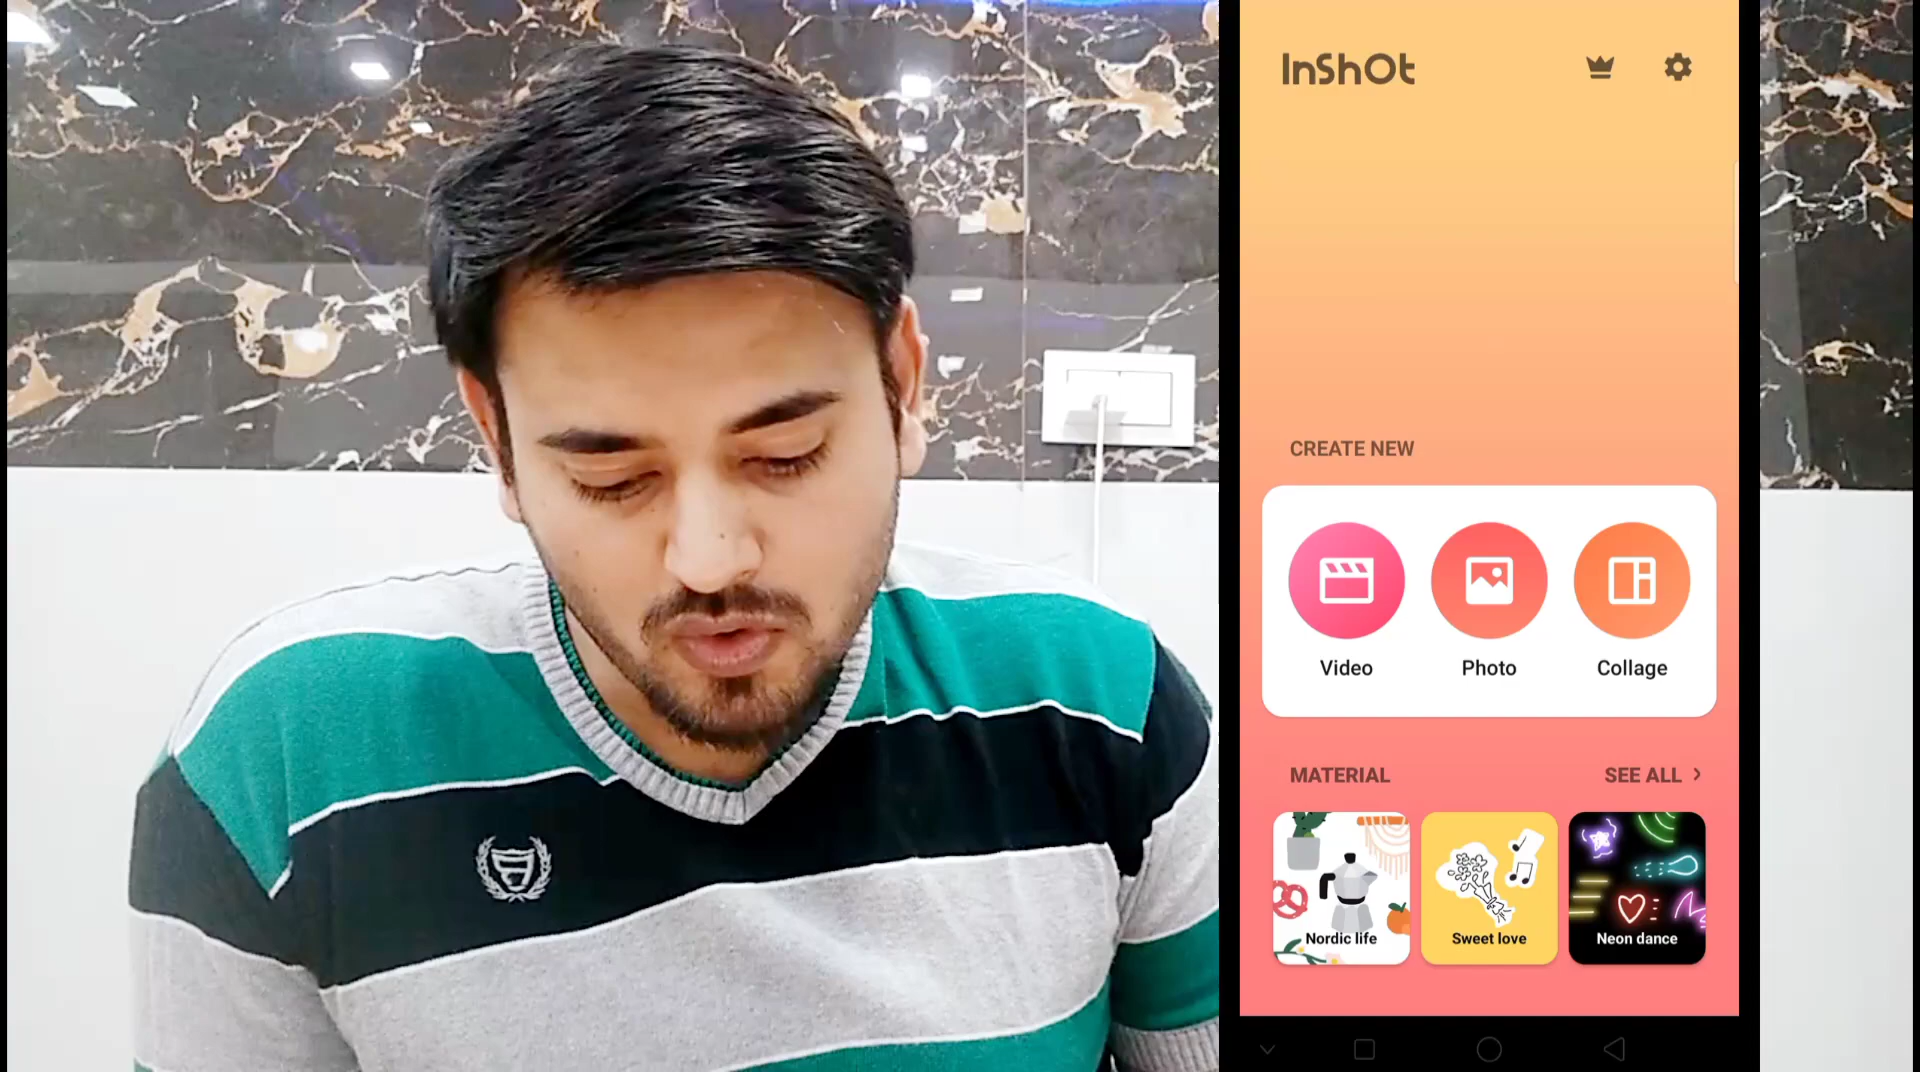 InShOt
CREATE NEW
Video
Photo
Collage
MATERIAL
SEE ALL >
Nordic life
Sweet love
Neon dance